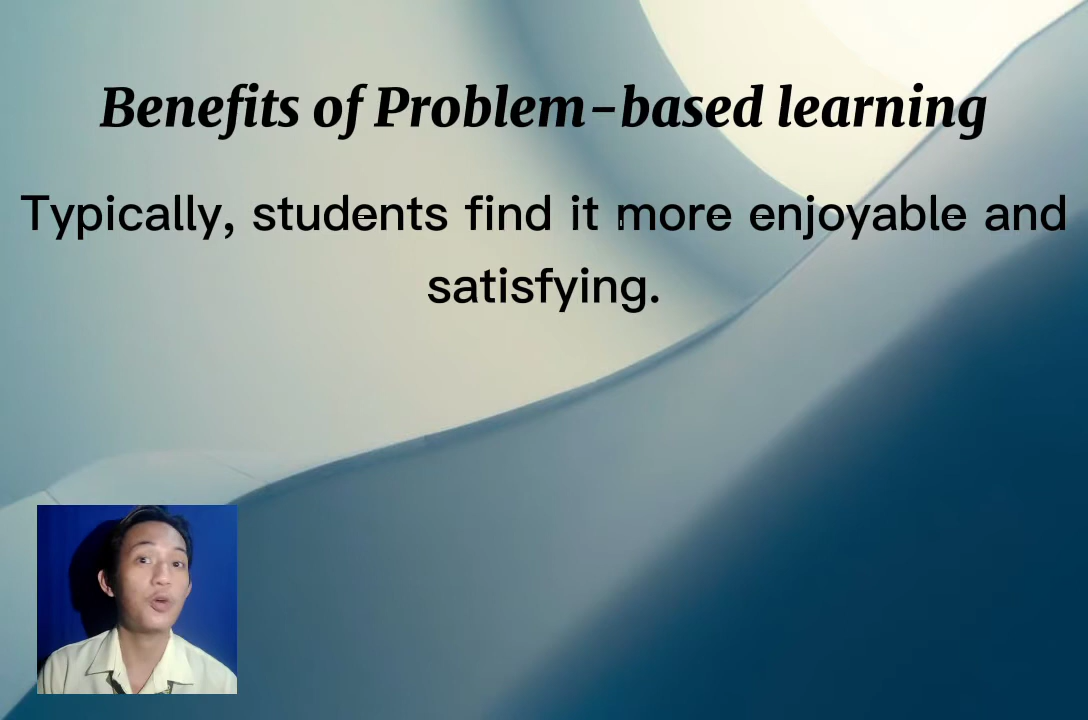 Benefits of Problem-based learning
Typically, students find it more enjoyable and
satisfying.